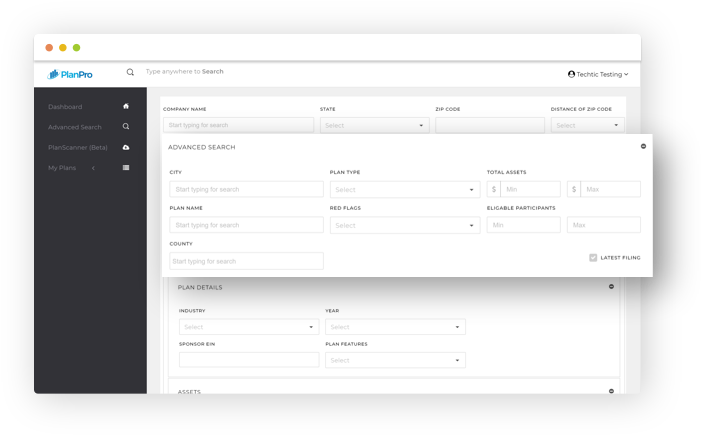 PlanPro
Type anywhere to Search
Techtic Testing
Dashboard
Advanced Search
PlanScanner (Beta)
My Plans
COMPANY NAME
STATE
ZIP CODE
DISTANCE OF ZIP CODE
Start typing for search
Select
Select
ADVANCED SEARCH
CITY
PLAN TYPE
TOTAL ASSETS
Start typing for search
Select
$ Min
$ Max
PLAN NAME
RED FLAGS
ELIGABLE PARTICIPANTS
Start typing for search
Select
Min
Max
COUNTY
Start typing for search
LATEST FILING
PLAN DETAILS
INDUSTRY
YEAR
Select
Select
SPONSOR EIN
PLAN FEATURES
Select
ASSETS